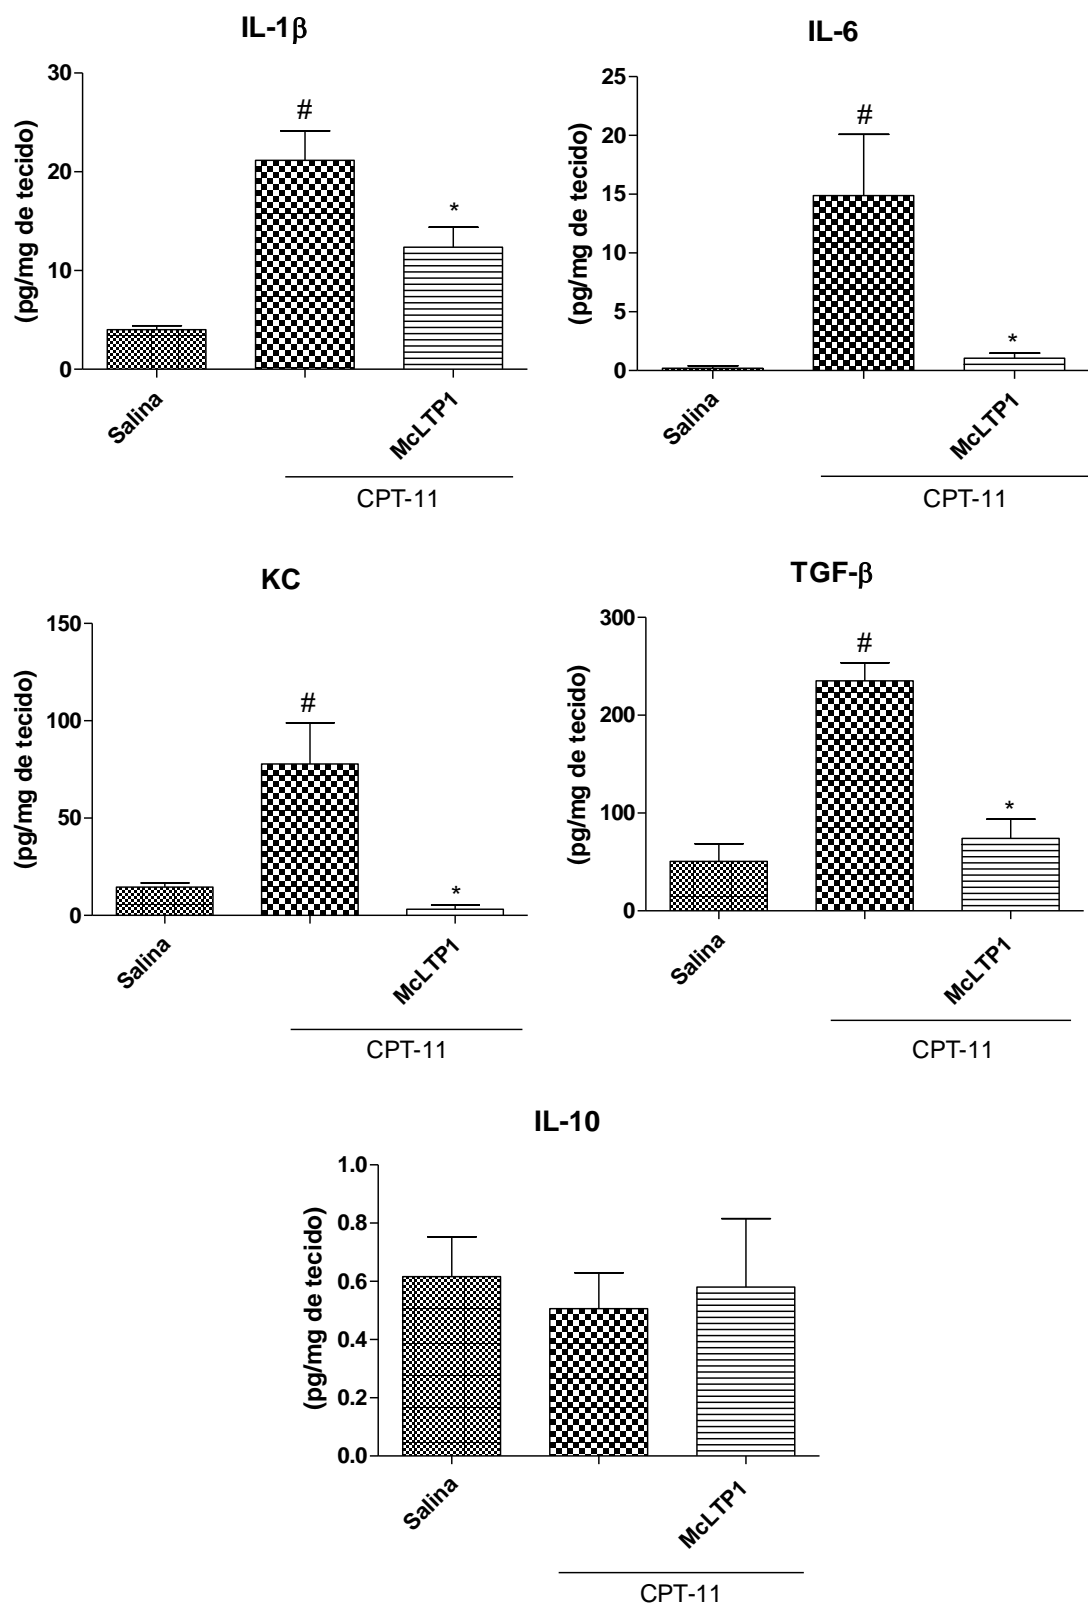 IL-1β
(pg/mg de tecido)
30
20
10
0
#
*
Salina
McLTP1
CPT-11
IL-6
(pg/mg de tecido)
25
20
15
10
5
0
#
*
Salina
McLTP1
CPT-11
KC
(pg/mg de tecido)
150
100
50
0
#
*
Salina
McLTP1
CPT-11
TGF-β
(pg/mg de tecido)
300
200
100
0
#
*
Salina
McLTP1
CPT-11
IL-10
(pg/mg de tecido)
1.0
0.8
0.6
0.4
0.2
0.0
Salina
McLTP1
CPT-11